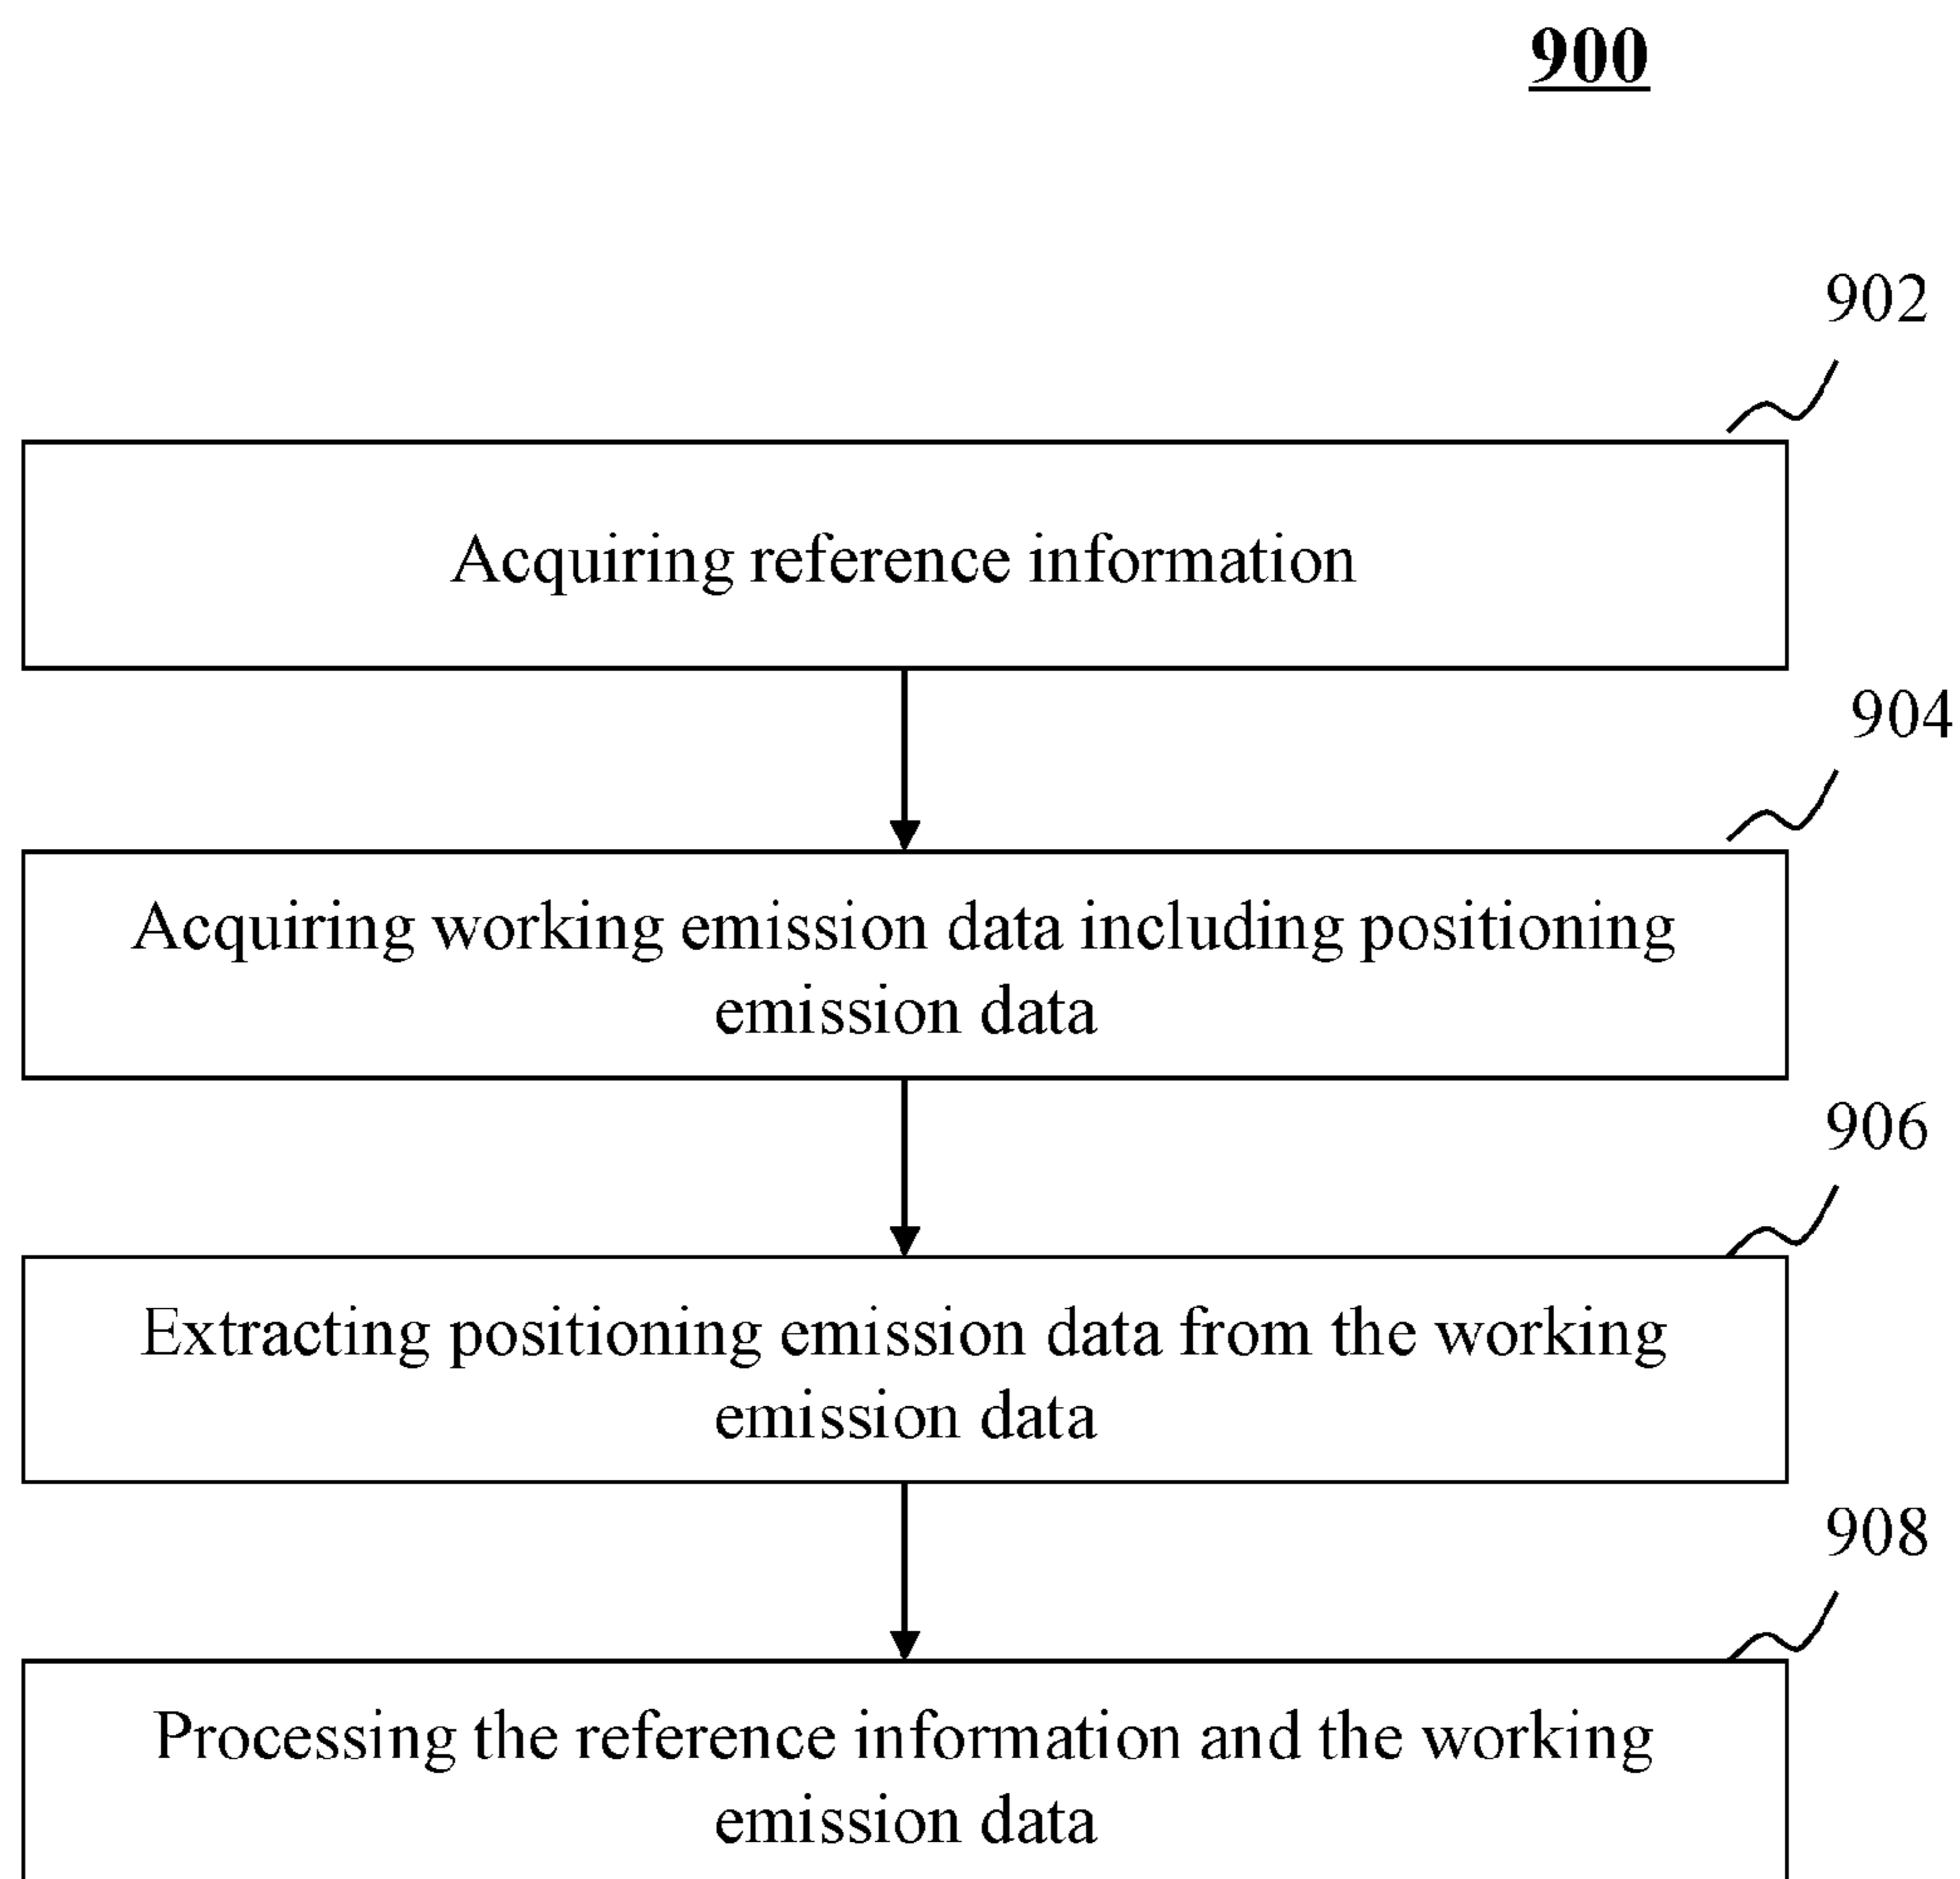 900
902
Acquiring reference information
904
Acquiring working emission data including positioning
emission data
906
Extracting positioning emission data from the working
emission data
908
Processing the reference information and the working
emission data